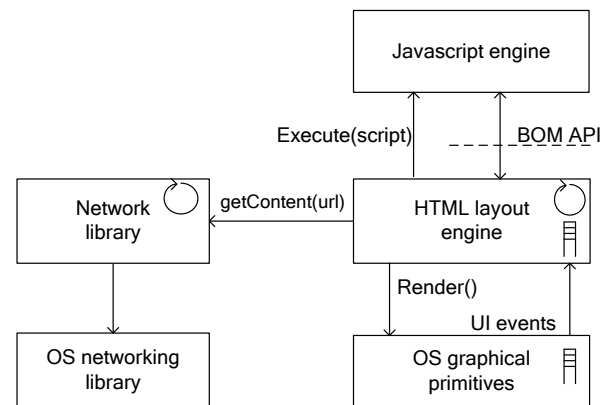 Javascript engine
Execute(script)
BOM API
Network
library
getContent(url)
HTML layout
engine
Render()
UI events
OS networking
library
OS graphical
primitives